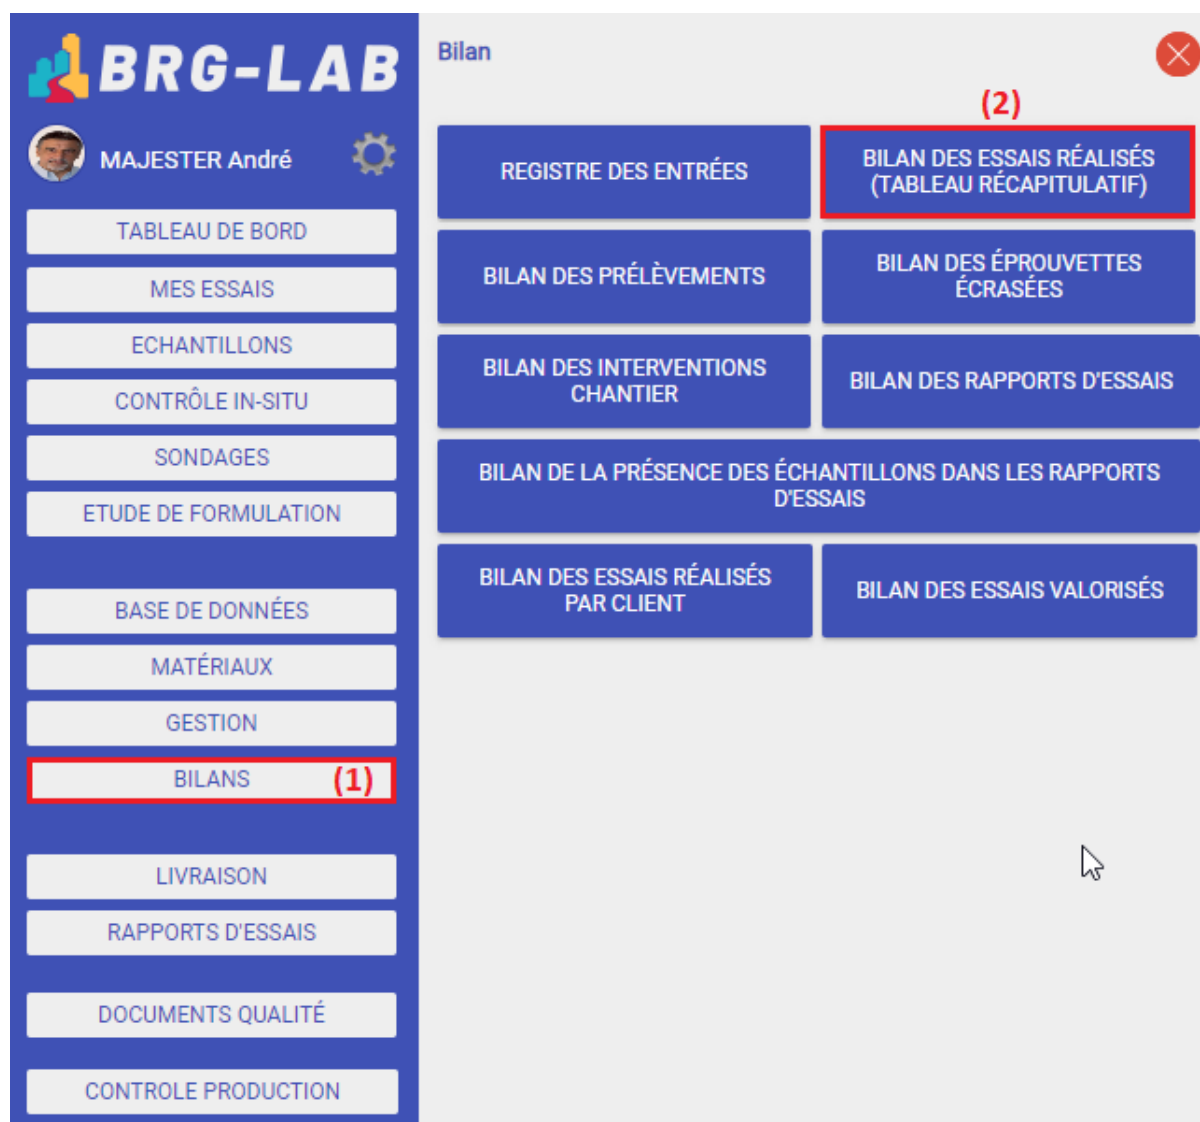 BRG-LAB
MAJESTER André
TABLEAU DE BORD
MES ESSAIS
ECHANTILLONS
CONTRÔLE IN-SITU
SONDAGES
ETUDE DE FORMULATION
BASE DE DONNÉES
MATÉRIAUX
GESTION
BILANS (1)
LIVRAISON
RAPPORTS D'ESSAIS
DOCUMENTS QUALITÉ
CONTROLE PRODUCTION
Bilan
(2)
REGISTRE DES ENTRÉES
BILAN DES ESSAIS RÉALISÉS
(TABLEAU RÉCAPITULATIF)
BILAN DES PRÉLÈVEMENTS
BILAN DES ÉPROUVETTES
ÉCRASÉES
BILAN DES INTERVENTIONS
CHANTIER
BILAN DES RAPPORTS D'ESSAIS
BILAN DE LA PRÉSENCE DES ÉCHANTILLONS DANS LES RAPPORTS
D'ESSAIS
BILAN DES ESSAIS RÉALISÉS
PAR CLIENT
BILAN DES ESSAIS VALORISÉS